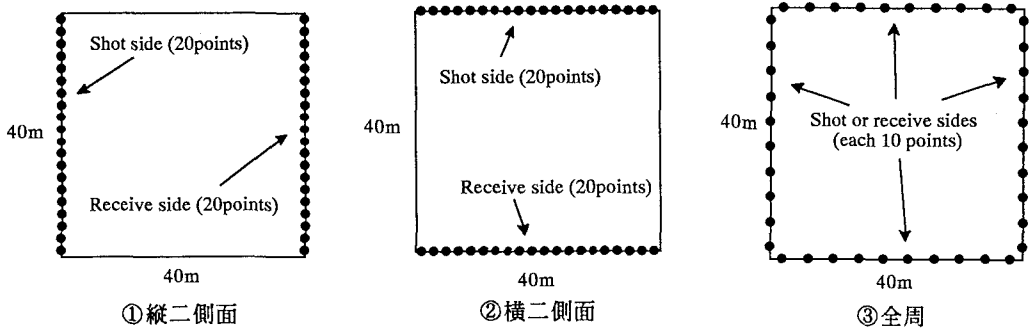 Shot side (20points)
40m
Receive side (20points)
40m
①縦二側面
Shot side (20points)
40m
Receive side (20points)
40m
②横二側面
40m
Shot or receive sides
(each 10 points)
40m
③全周